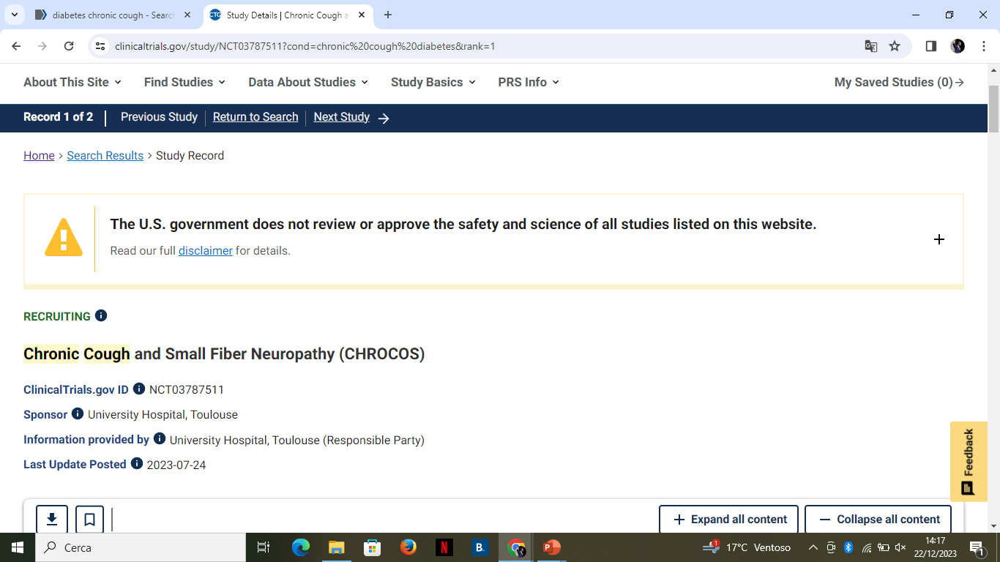 diabetes chronic cough - Searc
Study Details | Chronic Cough a
clinicaltrials.gov/study/NCT03787511?cond=chronic%20cough%20diabetes&rank=1
About This Site Find Studies Data About Studies Study Basics PRS Info My Saved Studies (0)
Record 1 of 2 Previous Study Return to Search Next Study
Home > Search Results > Study Record
The U.S. government does not review or approve the safety and science of all studies listed on this website.
Read our full disclaimer for details.
RECRUITING
Chronic Cough and Small Fiber Neuropathy (CHROCOS)
ClinicalTrials.gov ID NCT03787511
Sponsor University Hospital, Toulouse
Information provided by University Hospital, Toulouse (Responsible Party)
Last Update Posted 2023-07-24
Feedback
Expand all content Collapse all content
Cerca
17°C Ventoso
14:17
22/12/2023